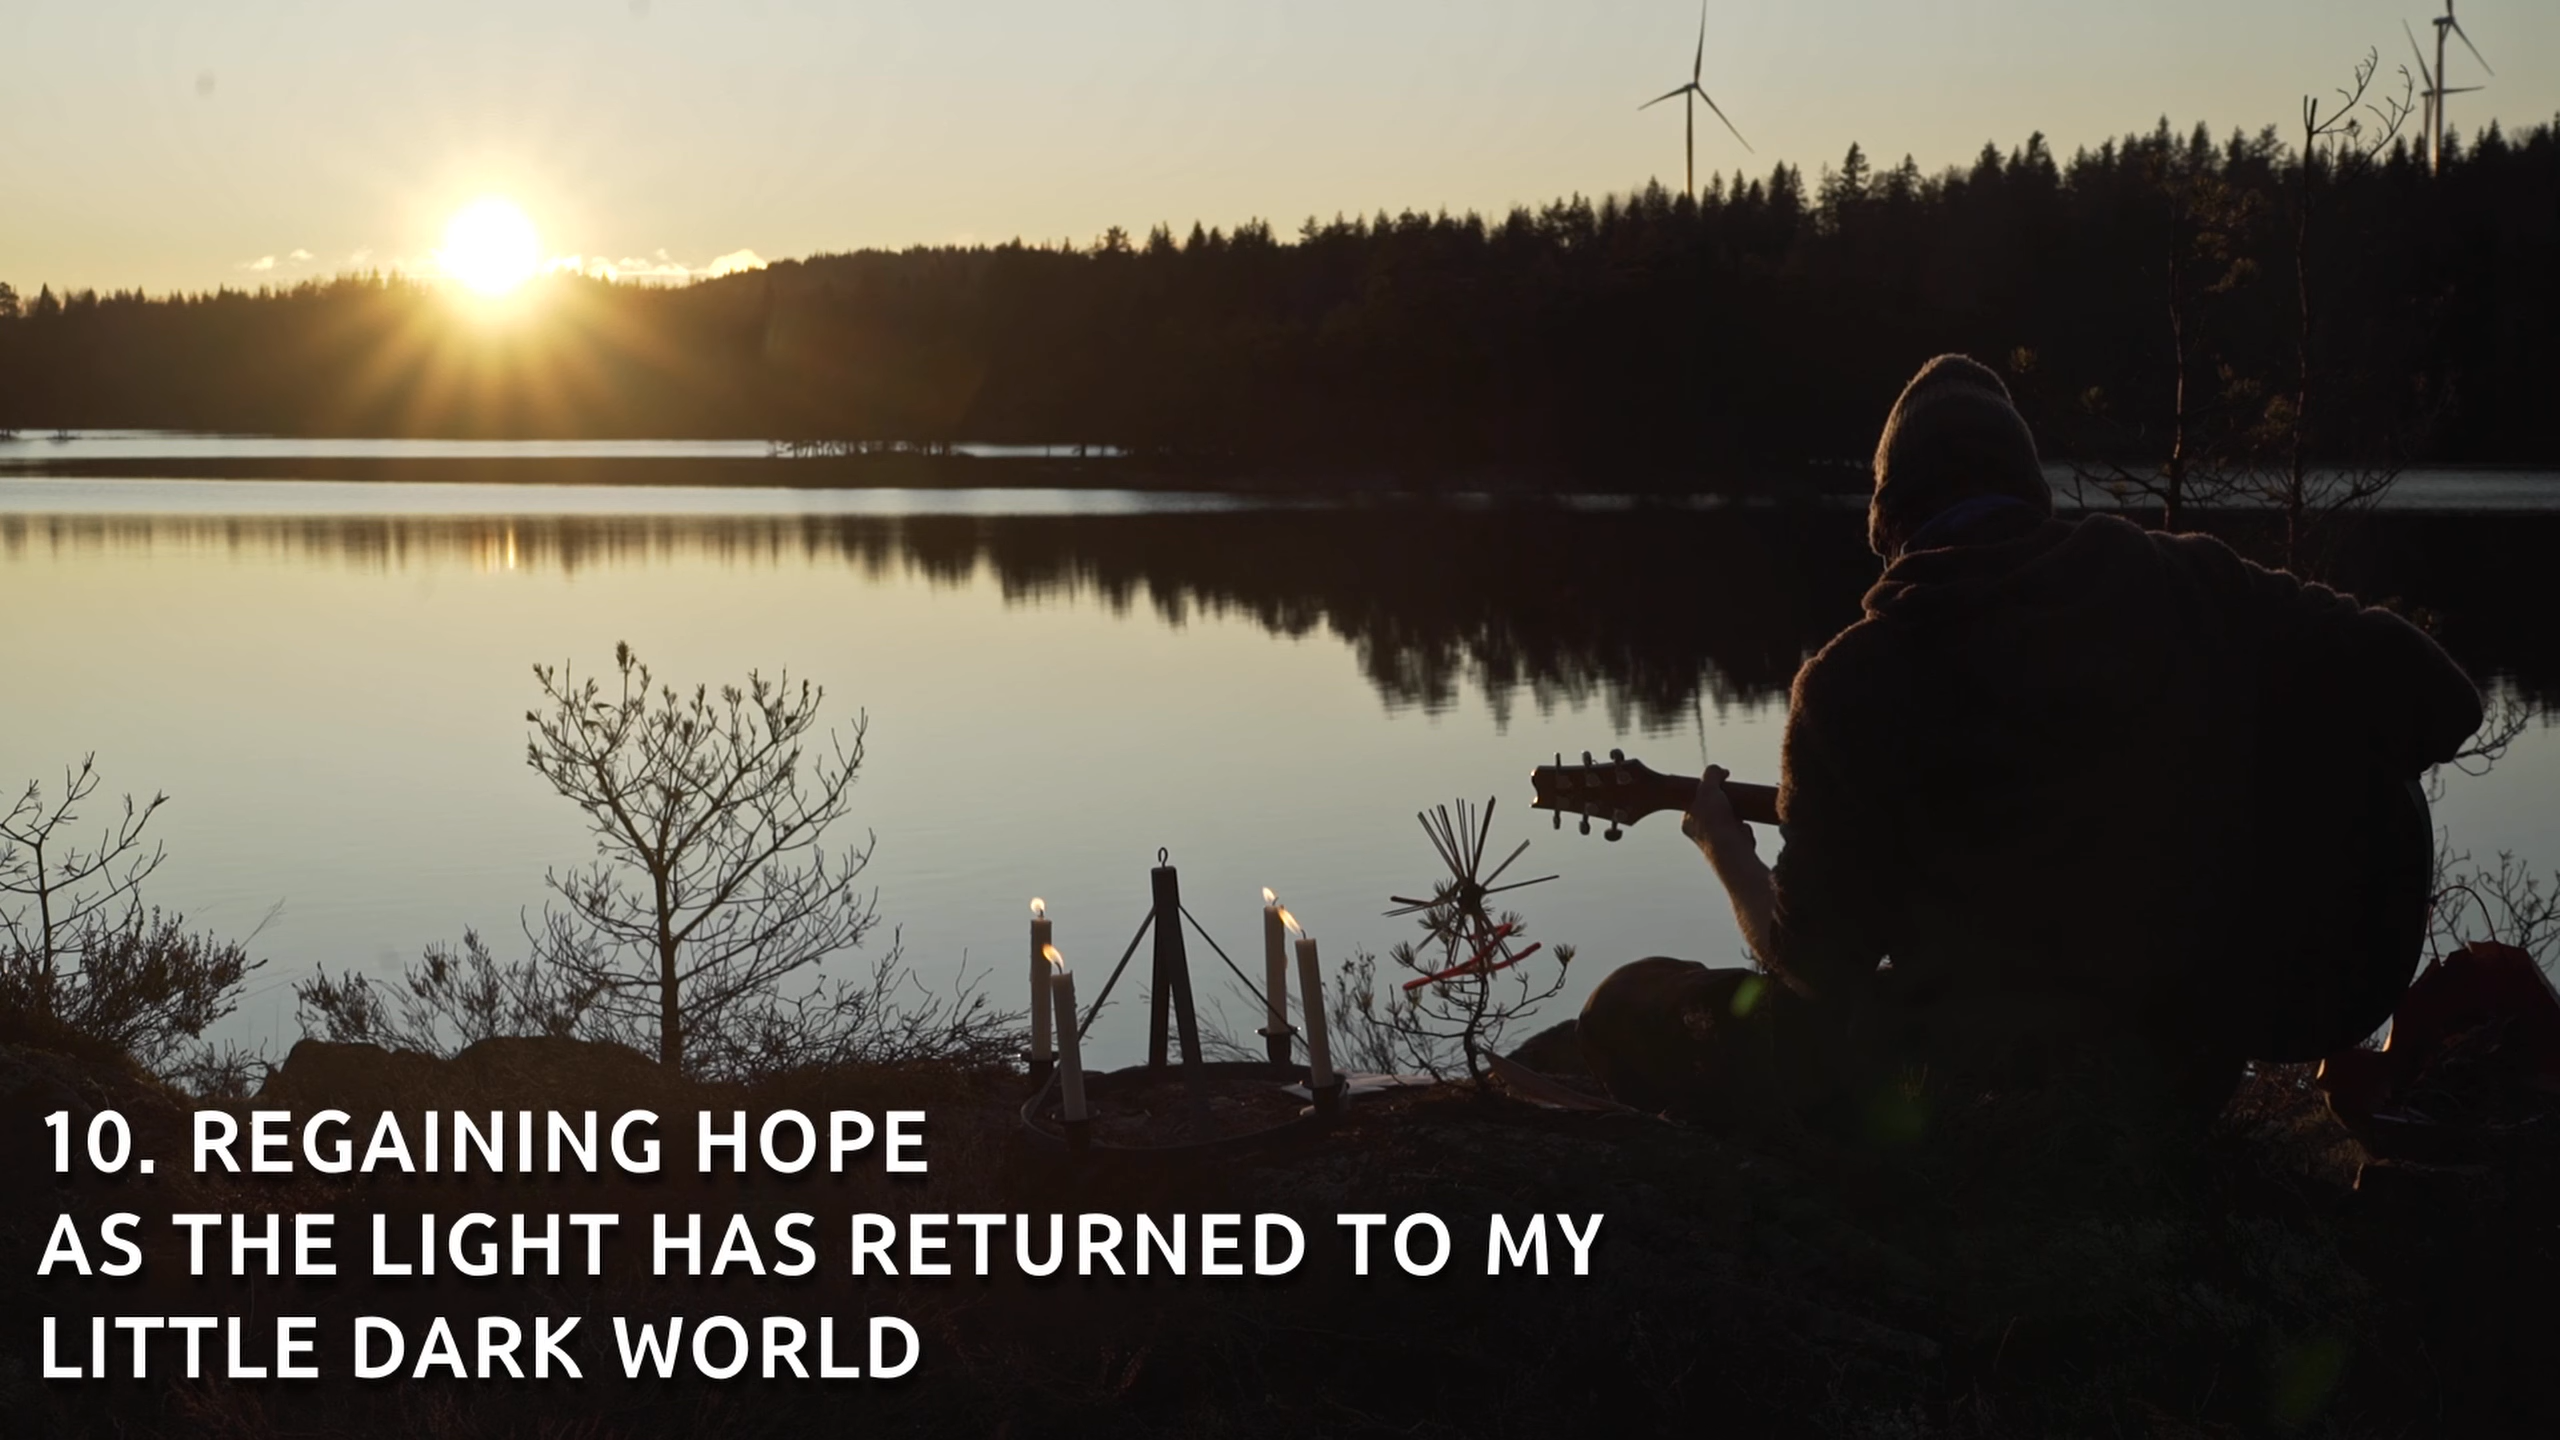 10. REGAINING HOPE
AS THE LIGHT HAS RETURNED TO MY
LITTLE DARK WORLD